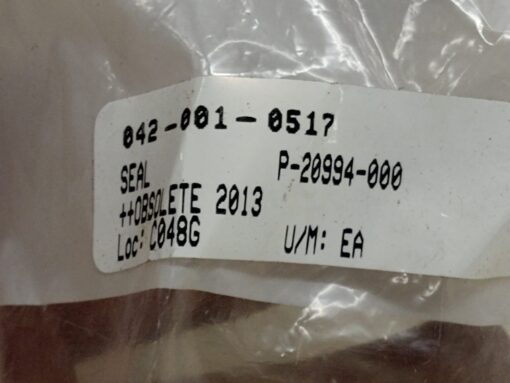 042-001-0517
SEAL P-20994-000
++OBSOLETE 2013
Loc: C048G U/M: EA